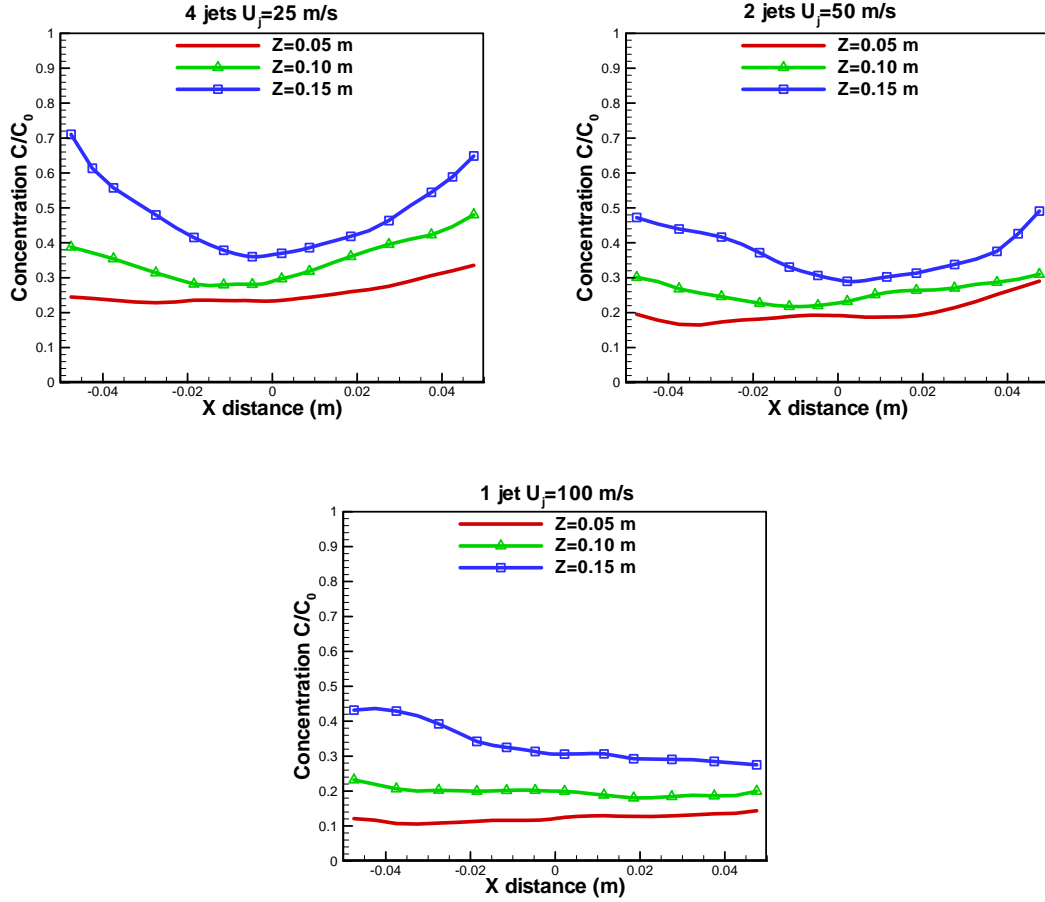 4 jets Uj=25 m/s
Z=0.05 m
Z=0.10 m
Z=0.15 m
Concentration C/C0
1
0.9
0.8
0.7
0.6
0.5
0.4
0.3
0.2
0.1
0
-0.04 -0.02 0 0.02 0.04
X distance (m)
2 jets Uj=50 m/s
Z=0.05 m
Z=0.10 m
Z=0.15 m
Concentration C/C0
1
0.9
0.8
0.7
0.6
0.5
0.4
0.3
0.2
0.1
0
-0.04 -0.02 0 0.02 0.04
X distance (m)
1 jet Uj=100 m/s
Z=0.05 m
Z=0.10 m
Z=0.15 m
Concentration C/C0
1
0.9
0.8
0.7
0.6
0.5
0.4
0.3
0.2
0.1
0
-0.04 -0.02 0 0.02 0.04
X distance (m)